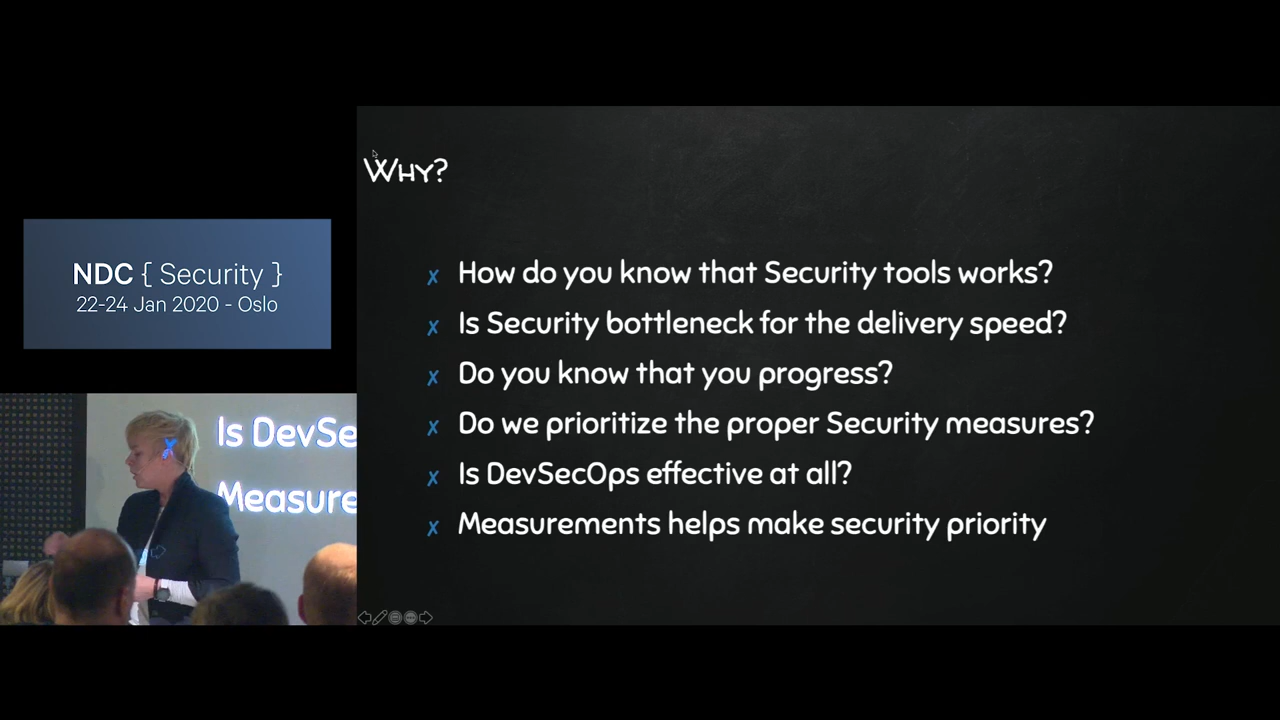 NDC { Security }
22-24 Jan 2020 - Oslo
Is DevSe
Measure
Why?
How do you know that Security tools works?
Is Security bottleneck for the delivery speed?
Do you know that you progress?
Do we prioritize the proper Security measures?
Is DevSecOps effective at all?
Measurements helps make security priority